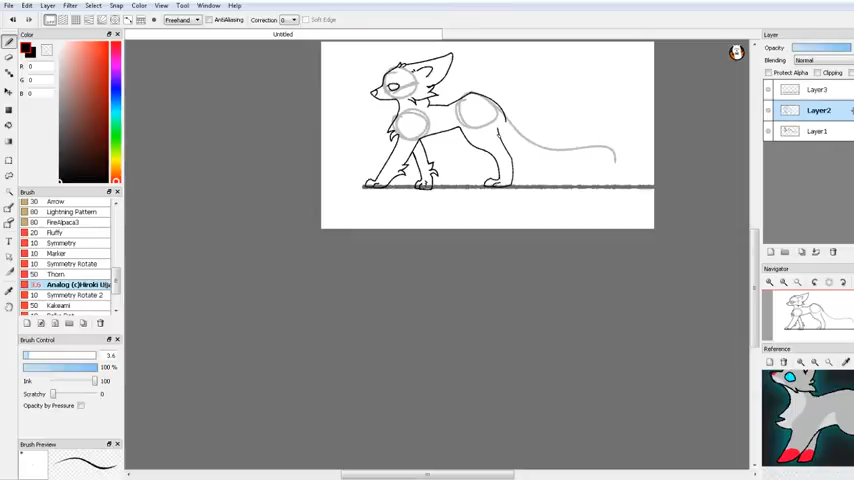 File Edit Layer Filter Select Snap Color View Tool Window Help
Freehand AntiAliasing Correction 0 Soft Edge
Untitled
Color
R 0
G 0
B 0
Brush
30 Arrow
80 Lightning Pattern
80 FireAlpaca3
20 Fluffy
10 Symmetry
10 Marker
10 Symmetry Rotate
50 Thorn
3.6 Analog (c)Hiroki
10 Symmetry Rotate 2
50 Kakeami
Brush Control
3.6
100 %
Ink 100
Scratchy 0
Opacity by Pressure
Brush Preview
Layer
Opacity
Blending Normal
Protect Alpha Clipping
Layer3
Layer2
Layer1
Navigator
Reference